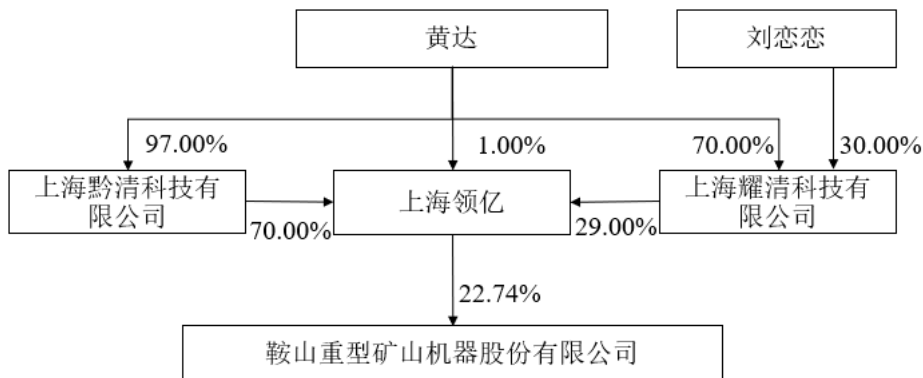 黄达
刘恋恋
97.00%
1.00%
70.00%
30.00%
上海黔清科技有
限公司
上海领亿
上海耀清科技有
限公司
70.00%
29.00%
22.74%
鞍山重型矿山机器股份有限公司